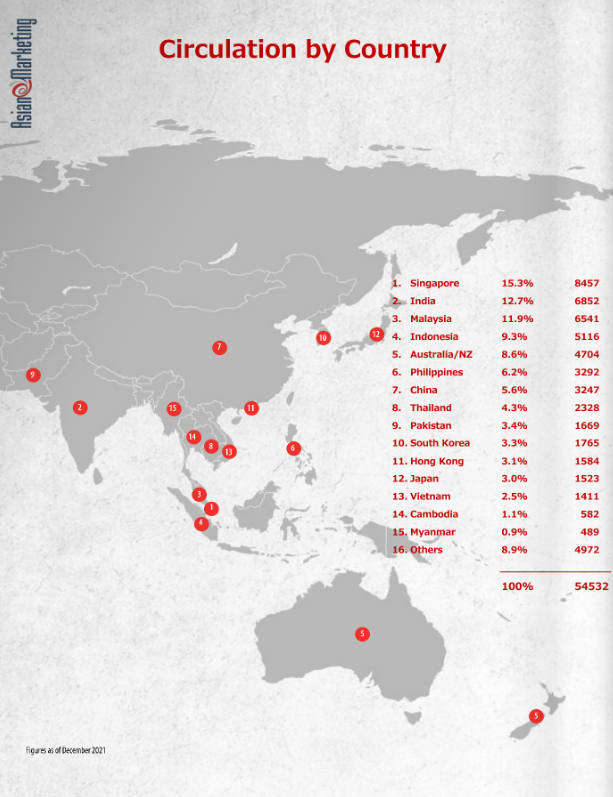 Asian eMarketing
Circulation by Country
1. Singapore 15.3% 8457
2. India 12.7% 6852
3. Malaysia 11.9% 6541
4. Indonesia 9.3% 5116
5. Australia/NZ 8.6% 4704
6. Philippines 6.2% 3292
7. China 5.6% 3247
8. Thailand 4.3% 2328
9. Pakistan 3.4% 1669
10. South Korea 3.3% 1765
11. Hong Kong 3.1% 1584
12. Japan 3.0% 1523
13. Vietnam 2.5% 1411
14. Cambodia 1.1% 582
15. Myanmar 0.9% 489
16. Others 8.9% 4972
100% 54532
10
12
7
9
2
15
11
14
8
13
6
3
1
4
5
5
Figures as of December 2021